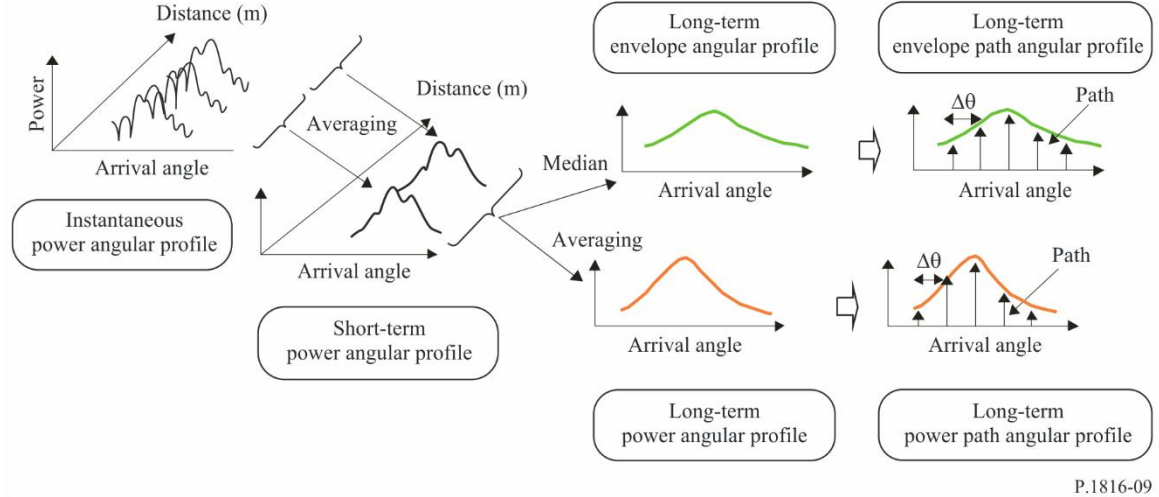 Distance (m)
Power
Arrival angle
Instantaneous
power angular profile
Averaging
Distance (m)
Arrival angle
Short-term
power angular profile
Median
Averaging
Long-term
envelope angular profile
Arrival angle
Long-term
envelope path angular profile
Δθ
Path
Arrival angle
Arrival angle
Long-term
power angular profile
Δθ
Path
Arrival angle
Long-term
power path angular profile
P.1816-09